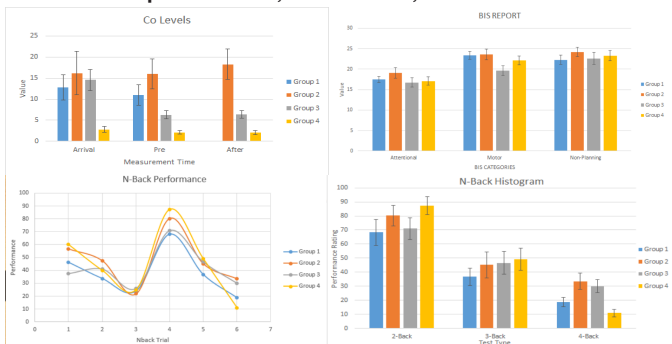 Co Levels
25
20
15
10
5
0
Value
Arrival
Pre
After
Measurement Time
Group 1
Group 2
Group 3
Group 4
BIS REPORT
30
25
20
15
10
5
0
Value
Attentional
Motor
Non-Planning
BIS CATEGORIES
Group 1
Group 2
Group 3
Group 4
N-Back Performance
100
90
80
70
60
50
40
30
20
10
0
Performance
0
1
2
3
4
5
6
7
Nback Trial
Group 1
Group 2
Group 3
Group 4
N-Back Histogram
100
90
80
70
60
50
40
30
20
10
0
Performance Rating
2-Back
3-Back
4-Back
Test Type
Group 1
Group 2
Group 3
Group 4